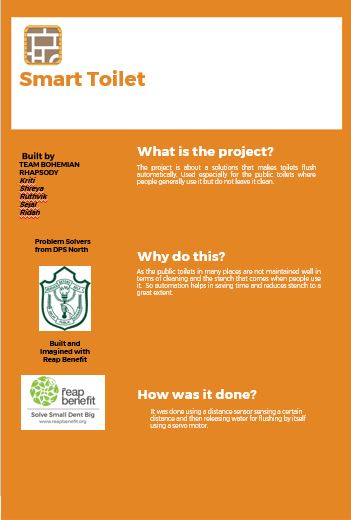 Smart Toilet
Built by
TEAM BOHEMIAN
RHAPSODY
Kriti
Shreya
Ruthvik
Sejal
Ridah
Problem Solvers
from DPS North
Built and
Imagined with
Reap Benefit
reap
benefit
Solve Small Dent Big
www.reapbenefit.org
What is the project?
The project is about a solutions that makes toilets flush
automatically. Used especially for the public toilets where
people generally use it but do not leave it clean.
Why do this?
As the public toilets in many places are not maintained well in
terms of cleaning and the stench that comes when people use
it. So automation helps in saving time and reduces stench to a
great extent.
How was it done?
It was done using a distance sensor sensing a certain
distance and then releasing water for flushing by itself
using a servo motor.